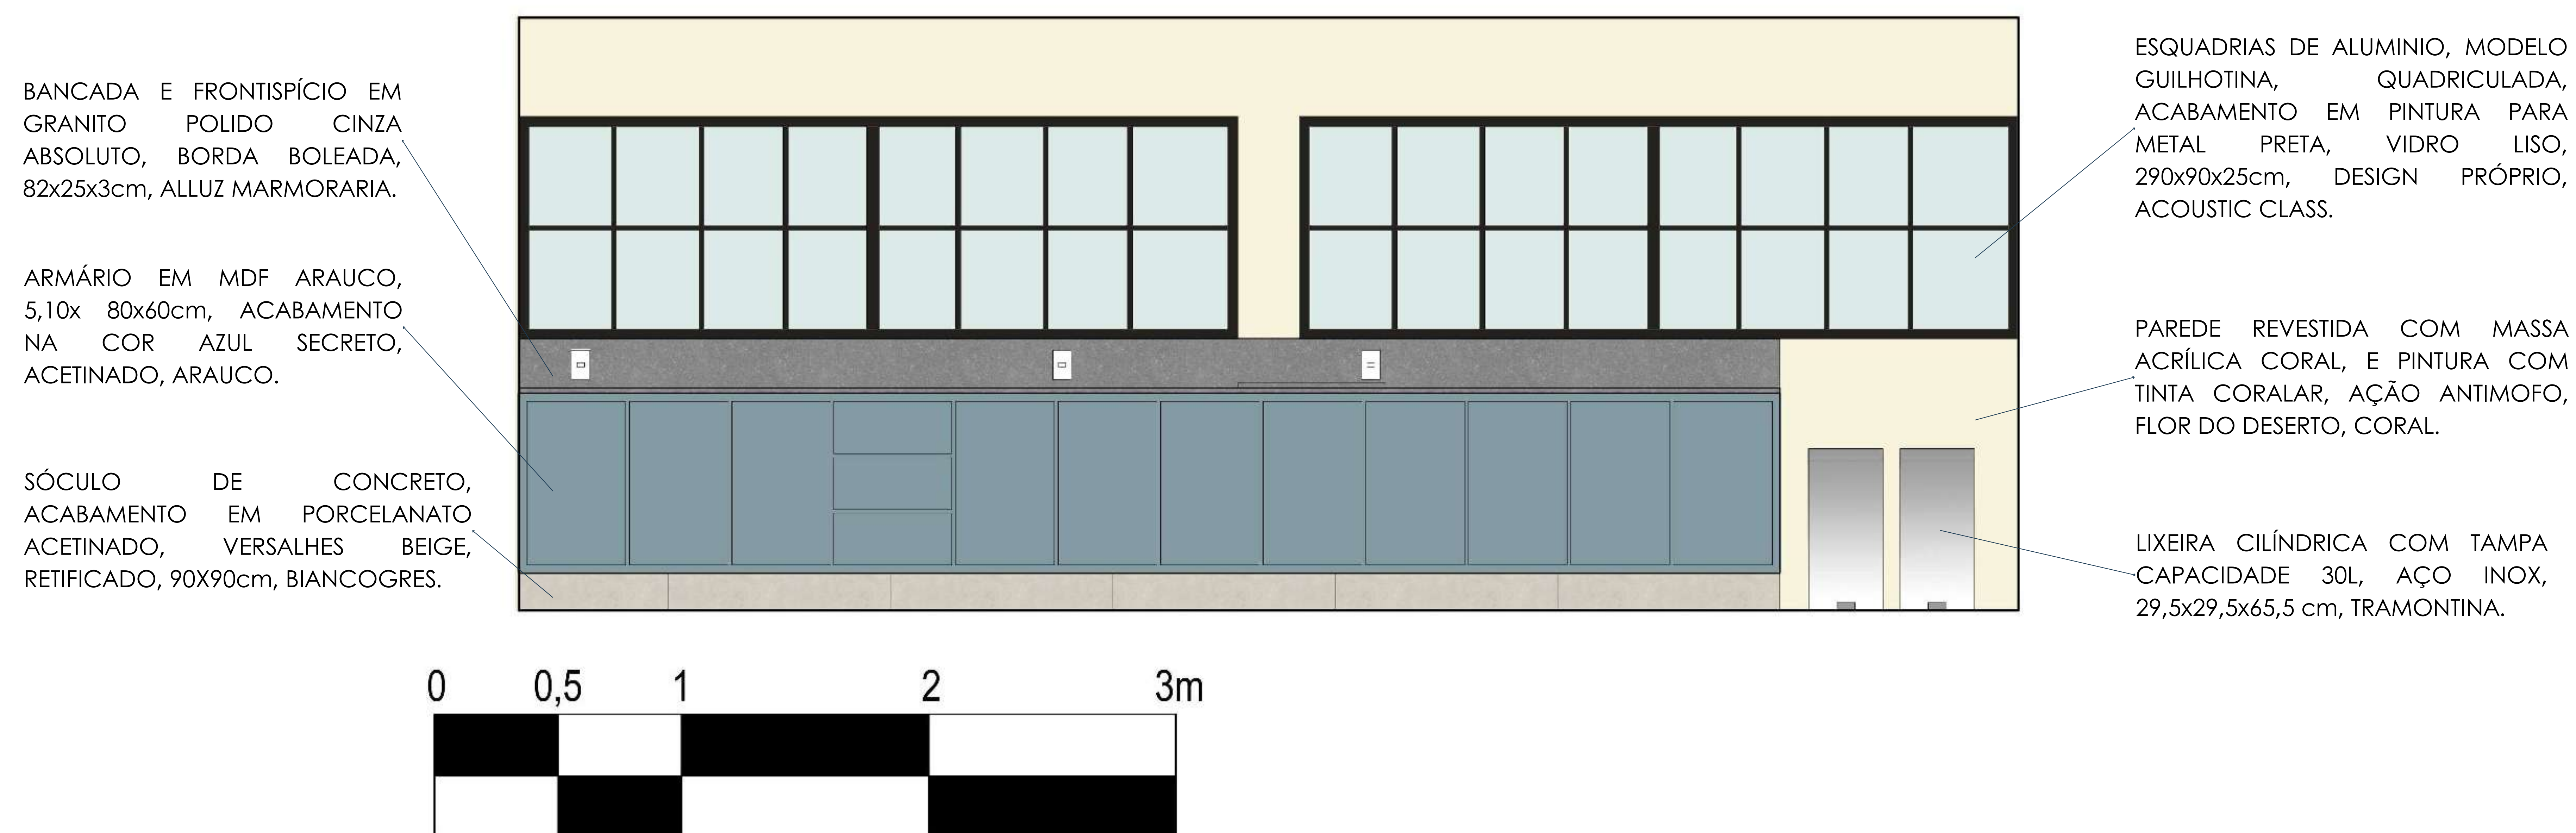 BANCADA E FRONTISPÍCIO EM
GRANITO POLIDO CINZA
ABSOLUTO, BORDA BOLEADA,
82x25x3cm, ALLUZ MARMORARIA.
ARMÁRIO EM MDF ARAUCO,
5,10x 80x60cm, ACABAMENTO
NA COR AZUL SECRETO,
ACETINADO, ARAUCO.
SÓCULO DE CONCRETO,
ACABAMENTO EM PORCELANATO
ACETINADO, VERSALHES BEIGE,
RETIFICADO, 90X90cm, BIANCOGRES.
ESQUADRIAS DE ALUMINIO, MODELO
GUILHOTINA, QUADRICULADA,
ACABAMENTO EM PINTURA PARA
METAL PRETA, VIDRO LISO,
290x90x25cm, DESIGN PRÓPRIO,
ACOUSTIC CLASS.
PAREDE REVESTIDA COM MASSA
ACRÍLICA CORAL, E PINTURA COM
TINTA CORALAR, AÇÃO ANTIMOFO,
FLOR DO DESERTO, CORAL.
LIXEIRA CILÍNDRICA COM TAMPA
CAPACIDADE 30L, AÇO INOX,
29,5x29,5x65,5 cm, TRAMONTINA.
0 0,5 1 2 3m